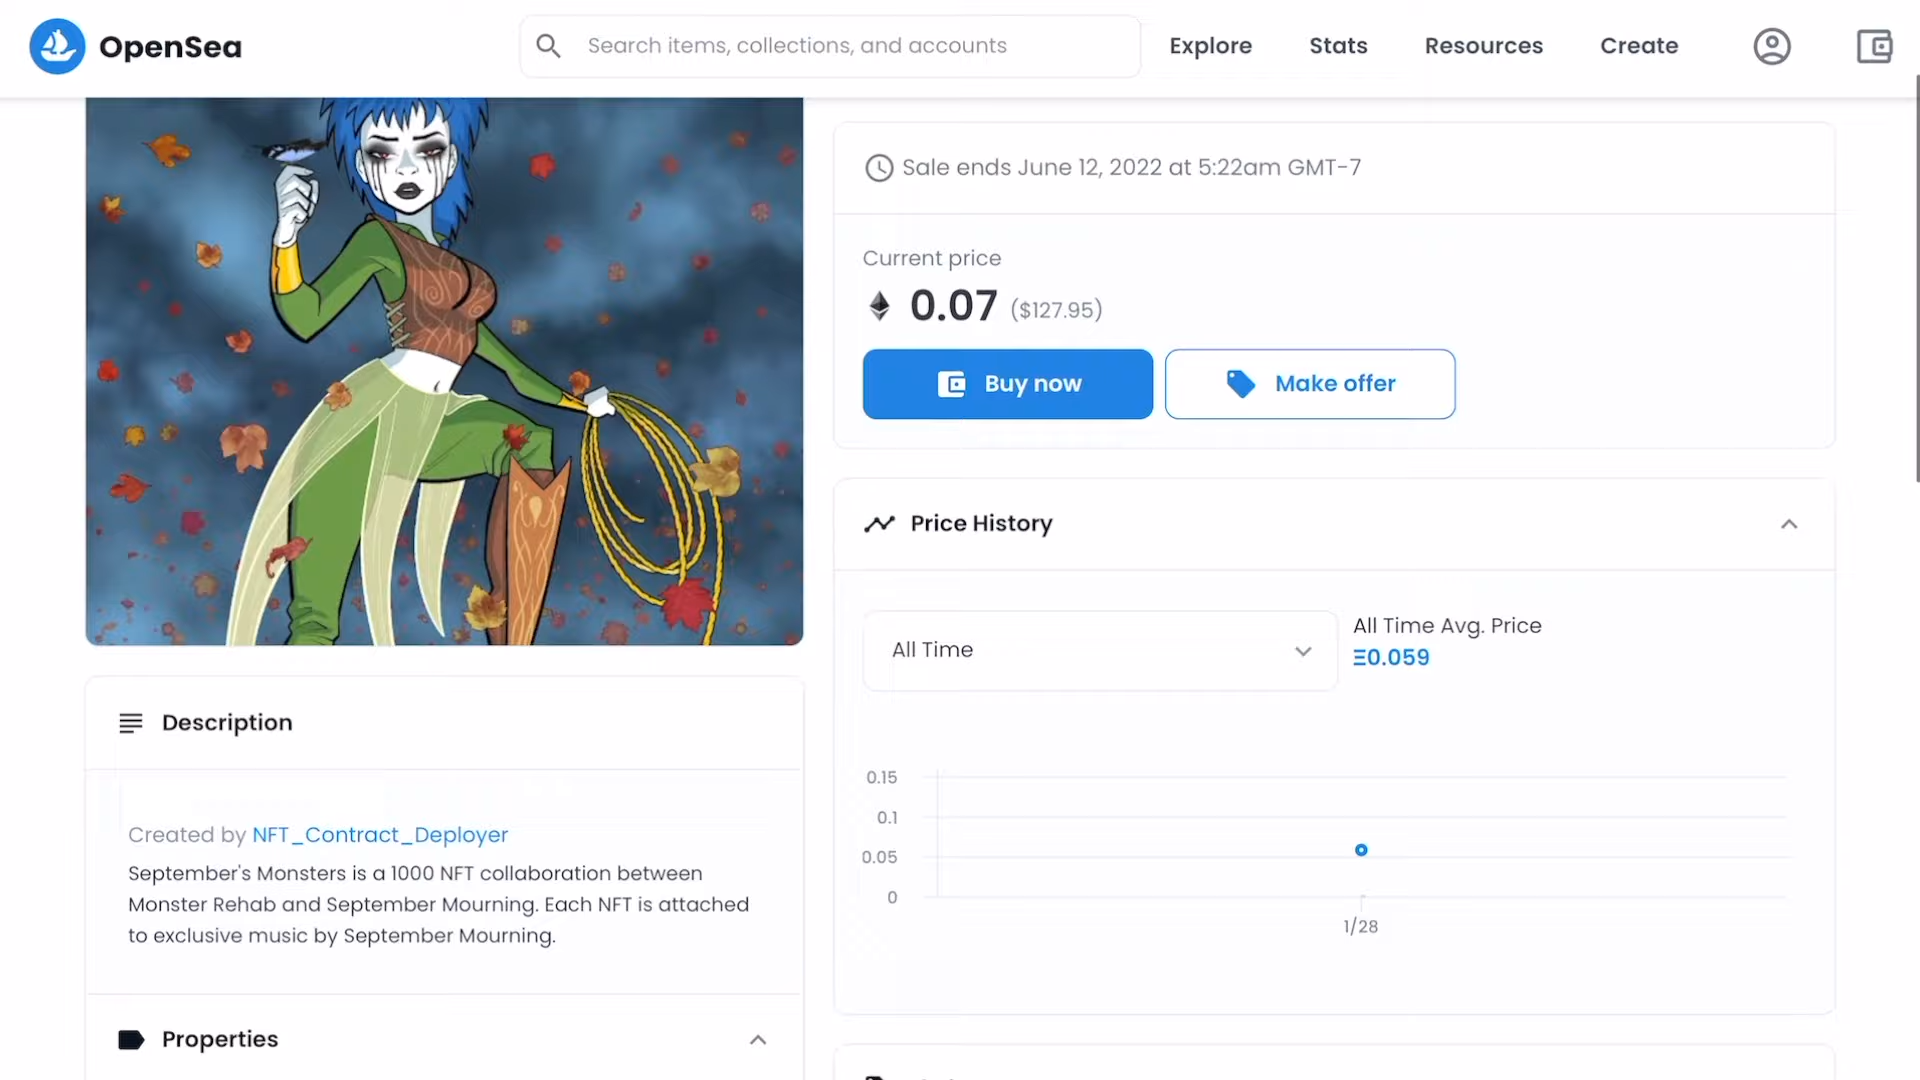 OpenSea
Search items, collections, and accounts
Explore
Stats
Resources
Create
Sale ends June 12, 2022 at 5:22am GMT-7
Current price
0.07 ($127.95)
Buy now
Make offer
Price History
All Time
All Time Avg. Price
Ξ0.059
0.15
0.1
0.05
0
1/28
Description
Created by NFT_Contract_Deployer
September's Monsters is a 1000 NFT collaboration between
Monster Rehab and September Mourning. Each NFT is attached
to exclusive music by September Mourning.
Properties